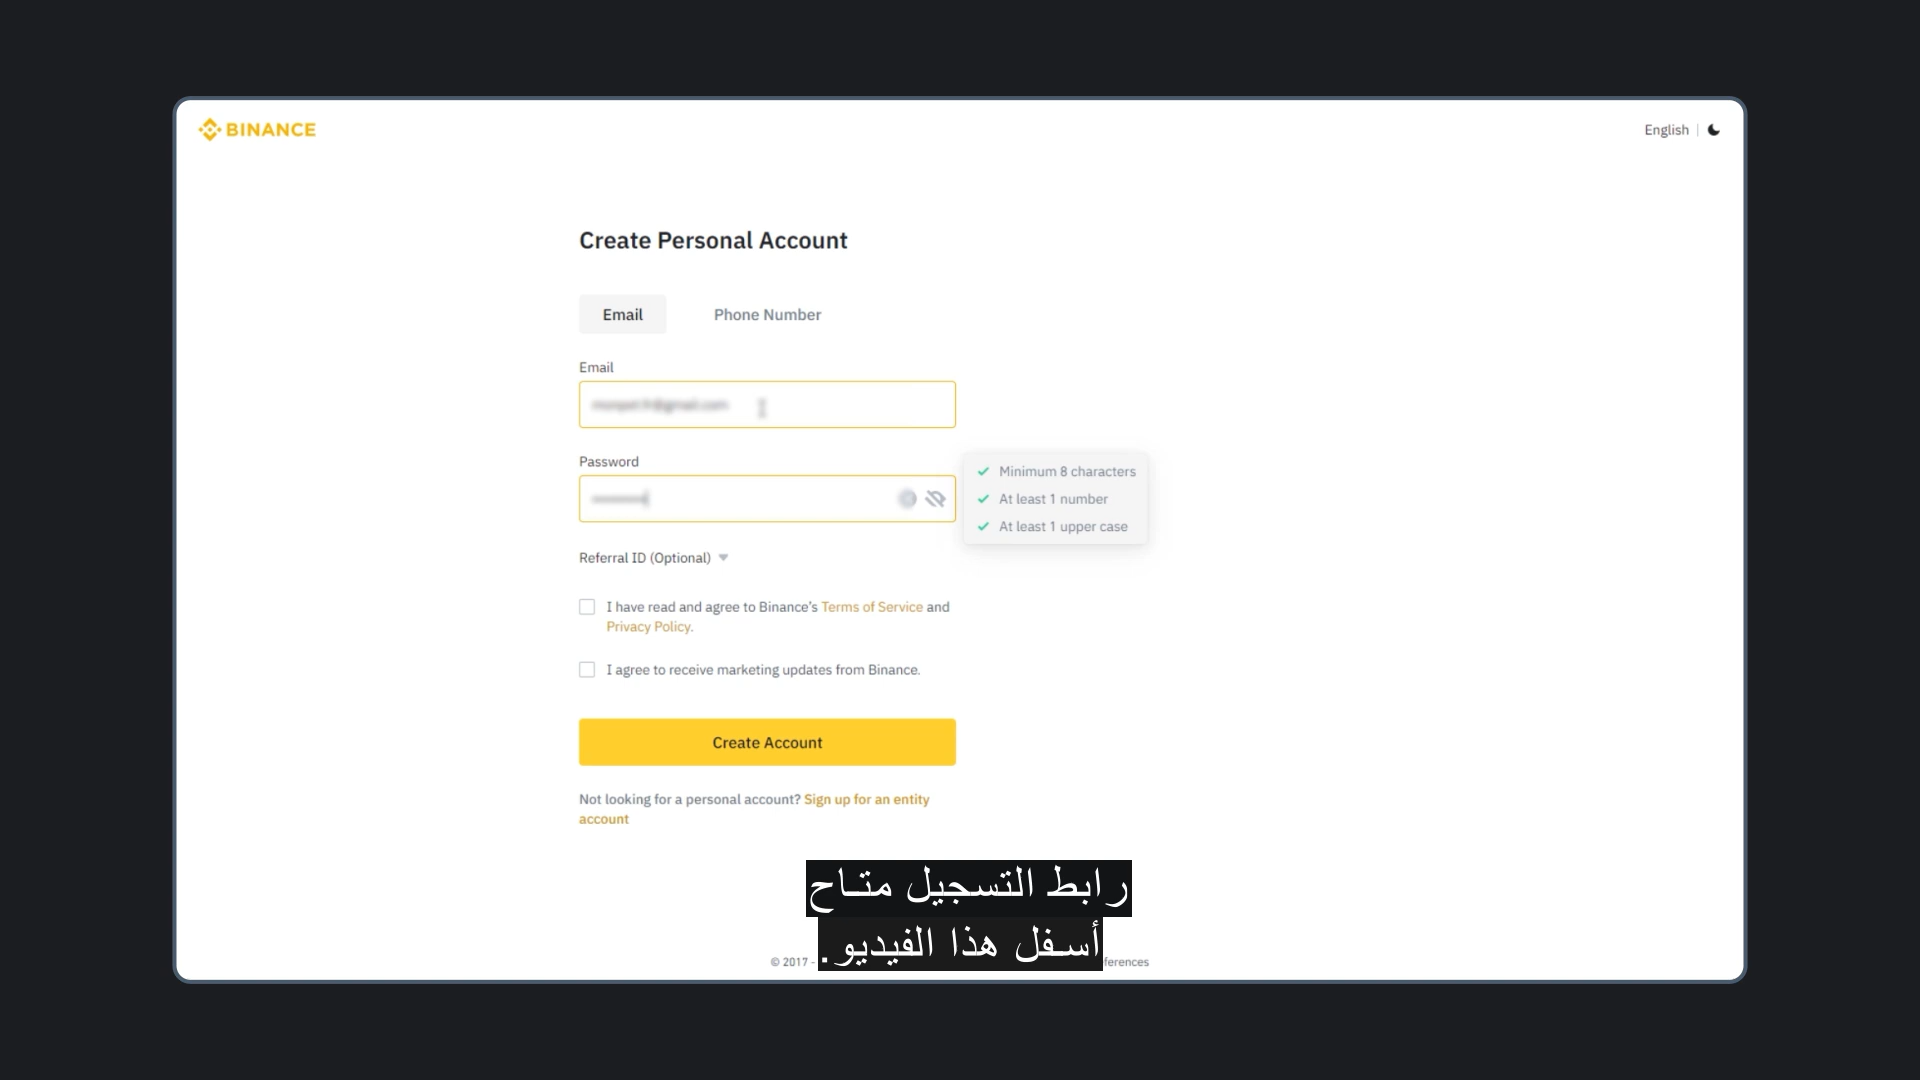 BINANCE
English
Create Personal Account
Email
Phone Number
Email
Password
Minimum 8 characters
At least 1 number
At least 1 upper case
Referral ID (Optional)
I have read and agree to Binance’s Terms of Service and
Privacy Policy.
I agree to receive marketing updates from Binance.
Create Account
Not looking for a personal account? Sign up for an entity
account
رابط التسجيل متاح
أسفل هذا الفيديو.
© 2017 -